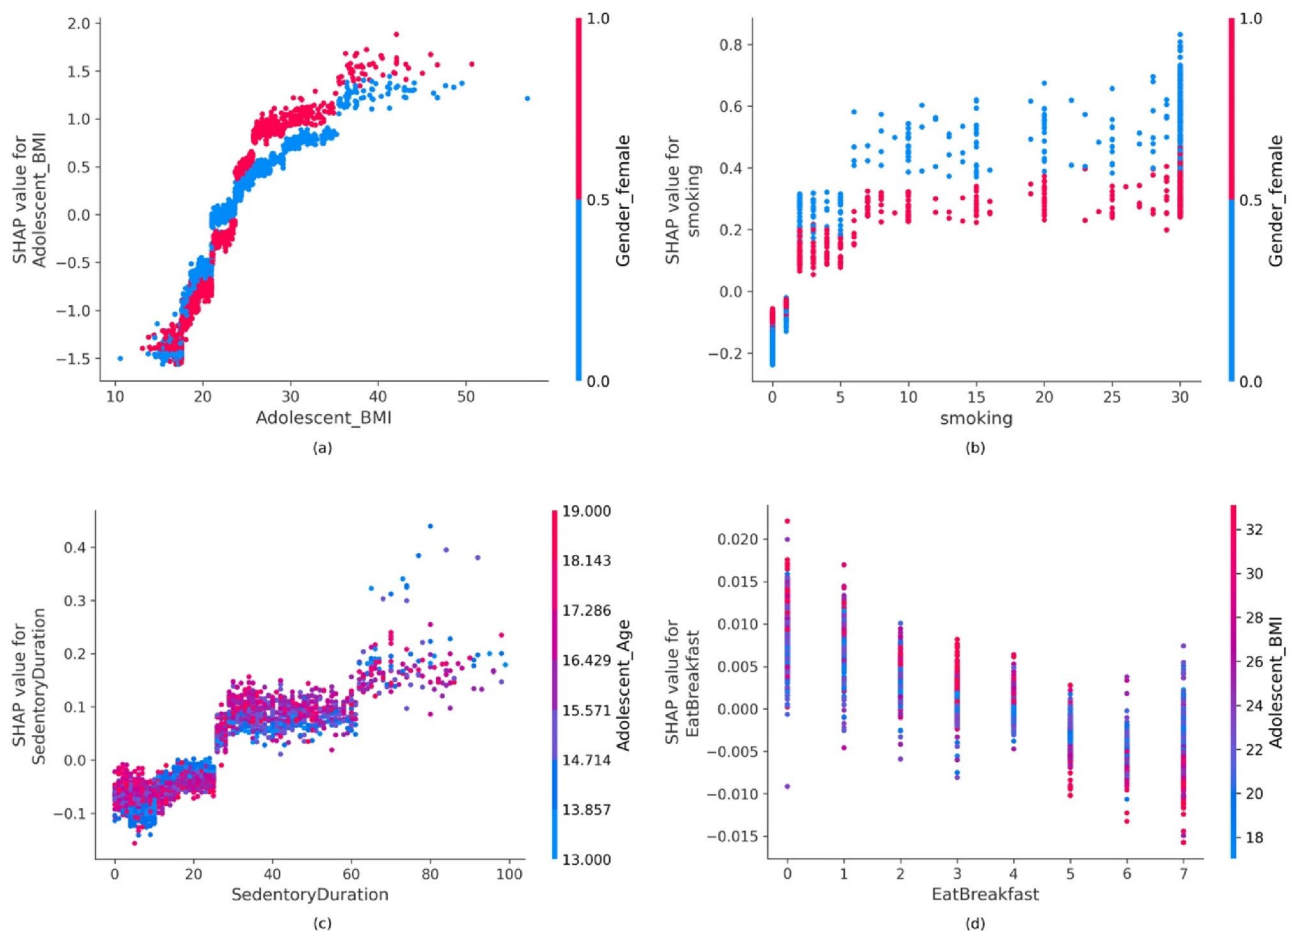 2.0
1.5
1.0
0.5
0.0
−0.5
−1.0
−1.5
SHAP value for
Adolescent_BMI
10 20 30 40 50
Adolescent_BMI
1.0
0.5
0.0
Gender_female
(a)
0.8
0.6
0.4
0.2
0.0
−0.2
SHAP value for
smoking
0 5 10 15 20 25 30
smoking
1.0
0.5
0.0
Gender_female
(b)
0.4
0.3
0.2
0.1
0.0
−0.1
SHAP value for
SedentoryDuration
0 20 40 60 80 100
SedentoryDuration
19.000
18.143
17.286
16.429
15.571
14.714
13.857
13.000
Adolescent_Age
(c)
0.020
0.015
0.010
0.005
0.000
−0.005
−0.010
−0.015
SHAP value for
EatBreakfast
0 1 2 3 4 5 6 7
EatBreakfast
32
30
28
26
24
22
20
18
Adolescent_BMI
(d)